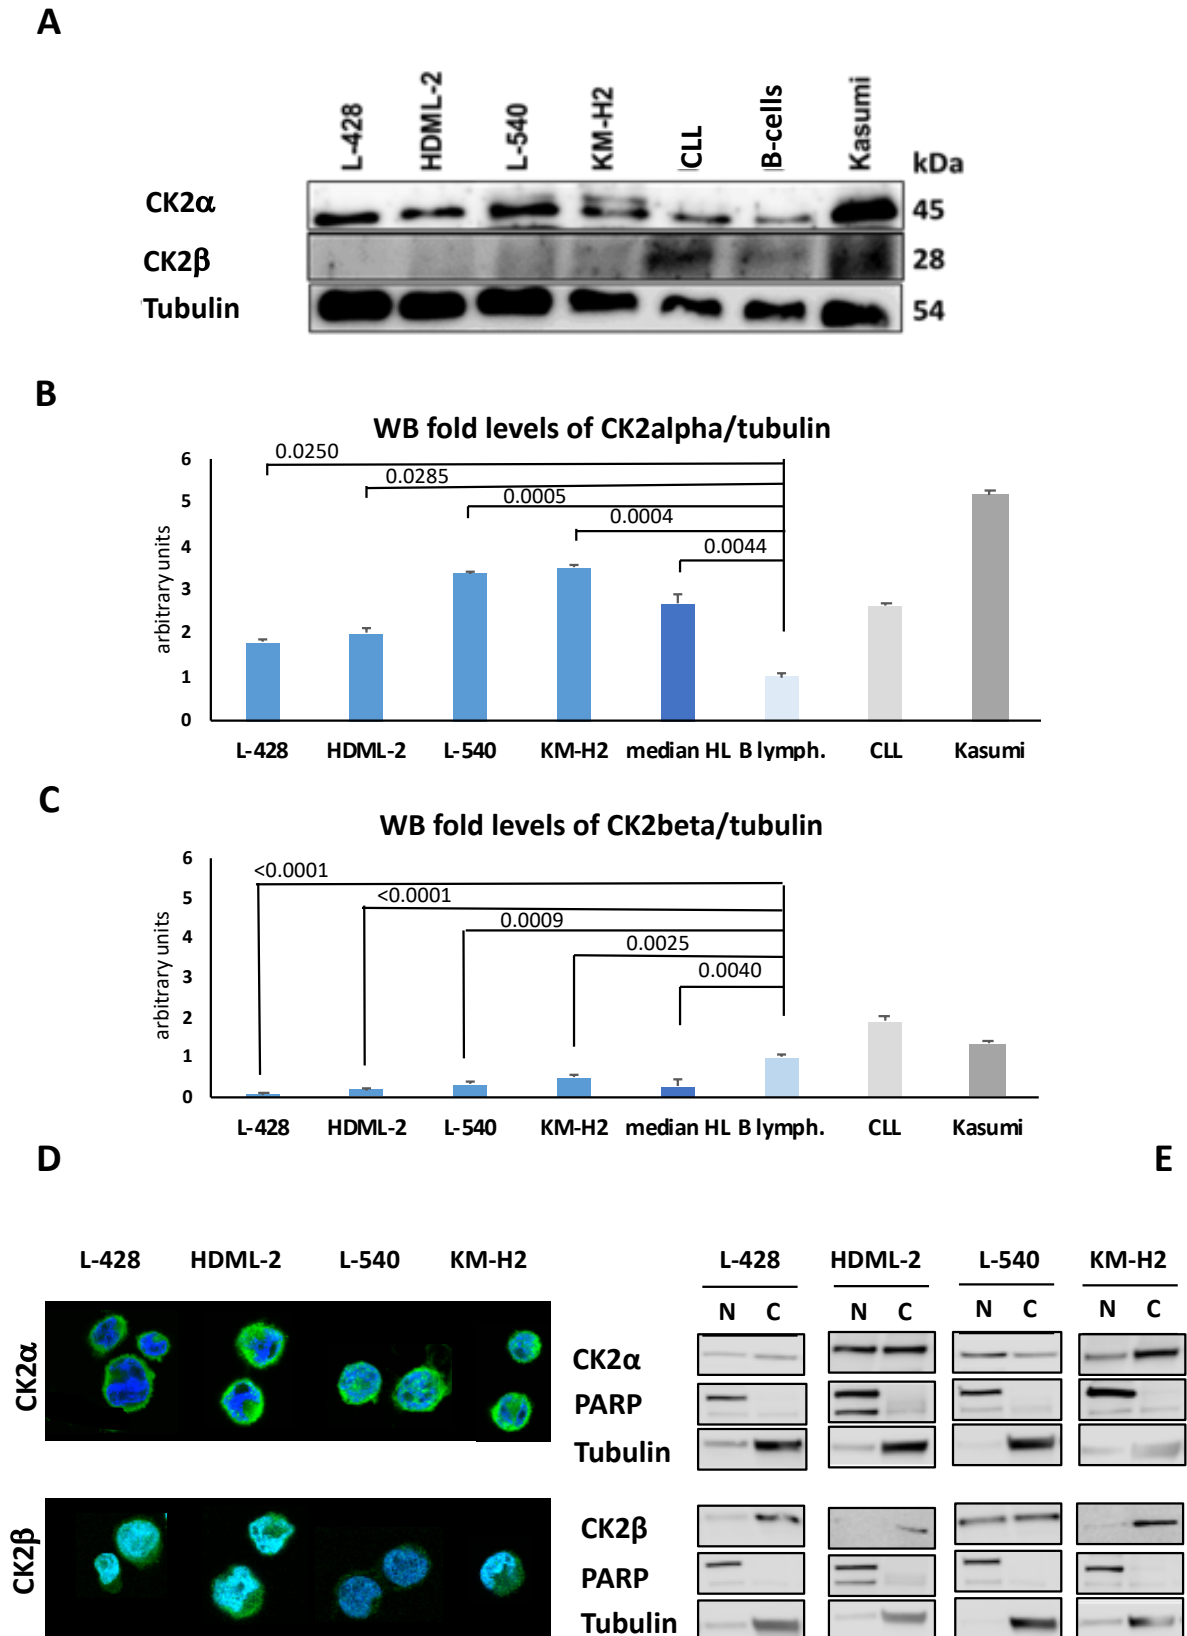 A
L-428 HDML-2 L-540 KM-H2 CLL B-cells Kasumi kDa
CK2α 45
CK2β 28
Tubulin 54
B
WB fold levels of CK2alpha/tubulin
arbitrary units
6
5
4
3
2
1
0
0.0250
0.0285
0.0005
0.0004
0.0044
L-428 HDML-2 L-540 KM-H2 median HL B lymph. CLL Kasumi
C
WB fold levels of CK2beta/tubulin
arbitrary units
6
5
4
3
2
1
0
<0.0001
<0.0001
0.0009
0.0025
0.0040
L-428 HDML-2 L-540 KM-H2 median HL B lymph. CLL Kasumi
D
L-428 HDML-2 L-540 KM-H2
CK2α
CK2β
E
L-428 HDML-2 L-540 KM-H2
N C N C N C N C
CK2α
PARP
Tubulin
CK2β
PARP
Tubulin